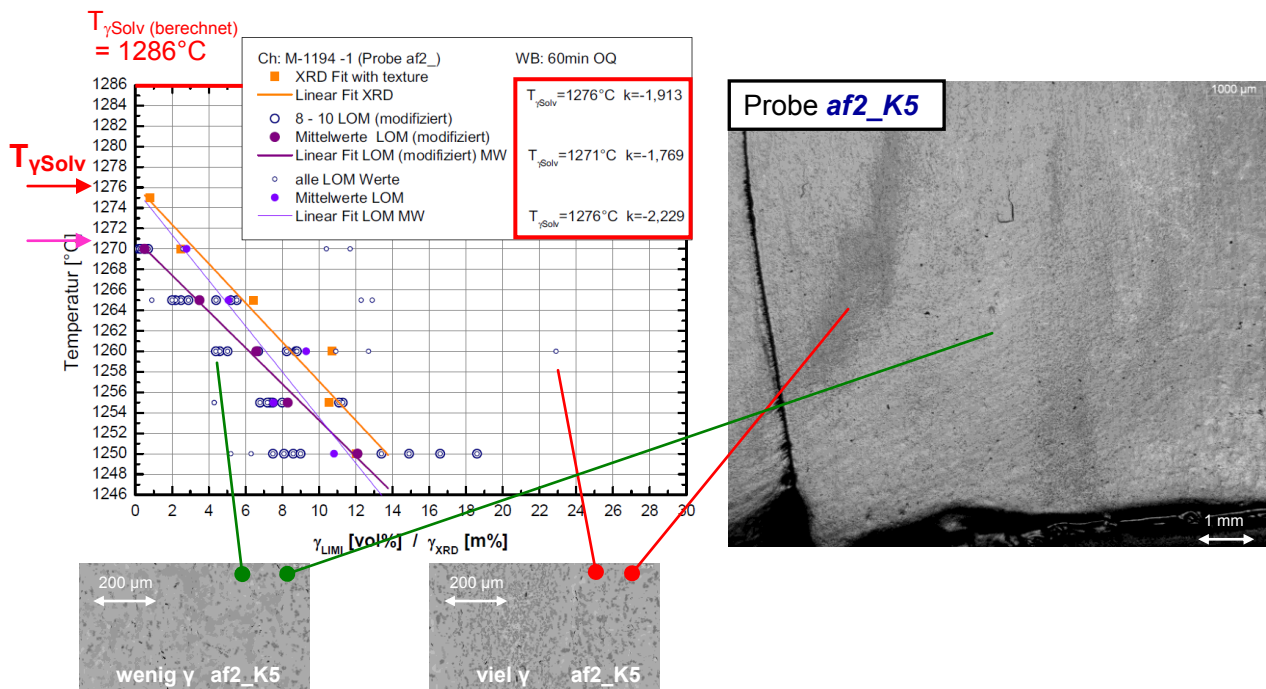 TγSolv (berechnet)
= 1286°C
Ch: M-1194 -1 (Probe af2_) WB: 60min OQ
XRD Fit with texture
Linear Fit XRD
8 - 10 LOM (modifiziert)
Mittelwerte LOM (modifiziert)
Linear Fit LOM (modifiziert) MW
alle LOM Werte
Mittelwerte LOM
Linear Fit LOM MW
TγSolv=1276°C k=-1,913
TγSolv=1271°C k=-1,769
TγSolv=1276°C k=-2,229
TγSolv
Temperatur [°C]
1286
1284
1282
1280
1278
1276
1274
1272
1270
1268
1266
1264
1262
1260
1258
1256
1254
1252
1250
1248
1246
0 2 4 6 8 10 12 14 16 18 20 22 24 26 28 30
γLIMI [vol%] / γXRD [m%]
Probe af2_K5
1000 µm
1 mm
200 µm
wenig γ af2_K5
200 µm
viel γ af2_K5